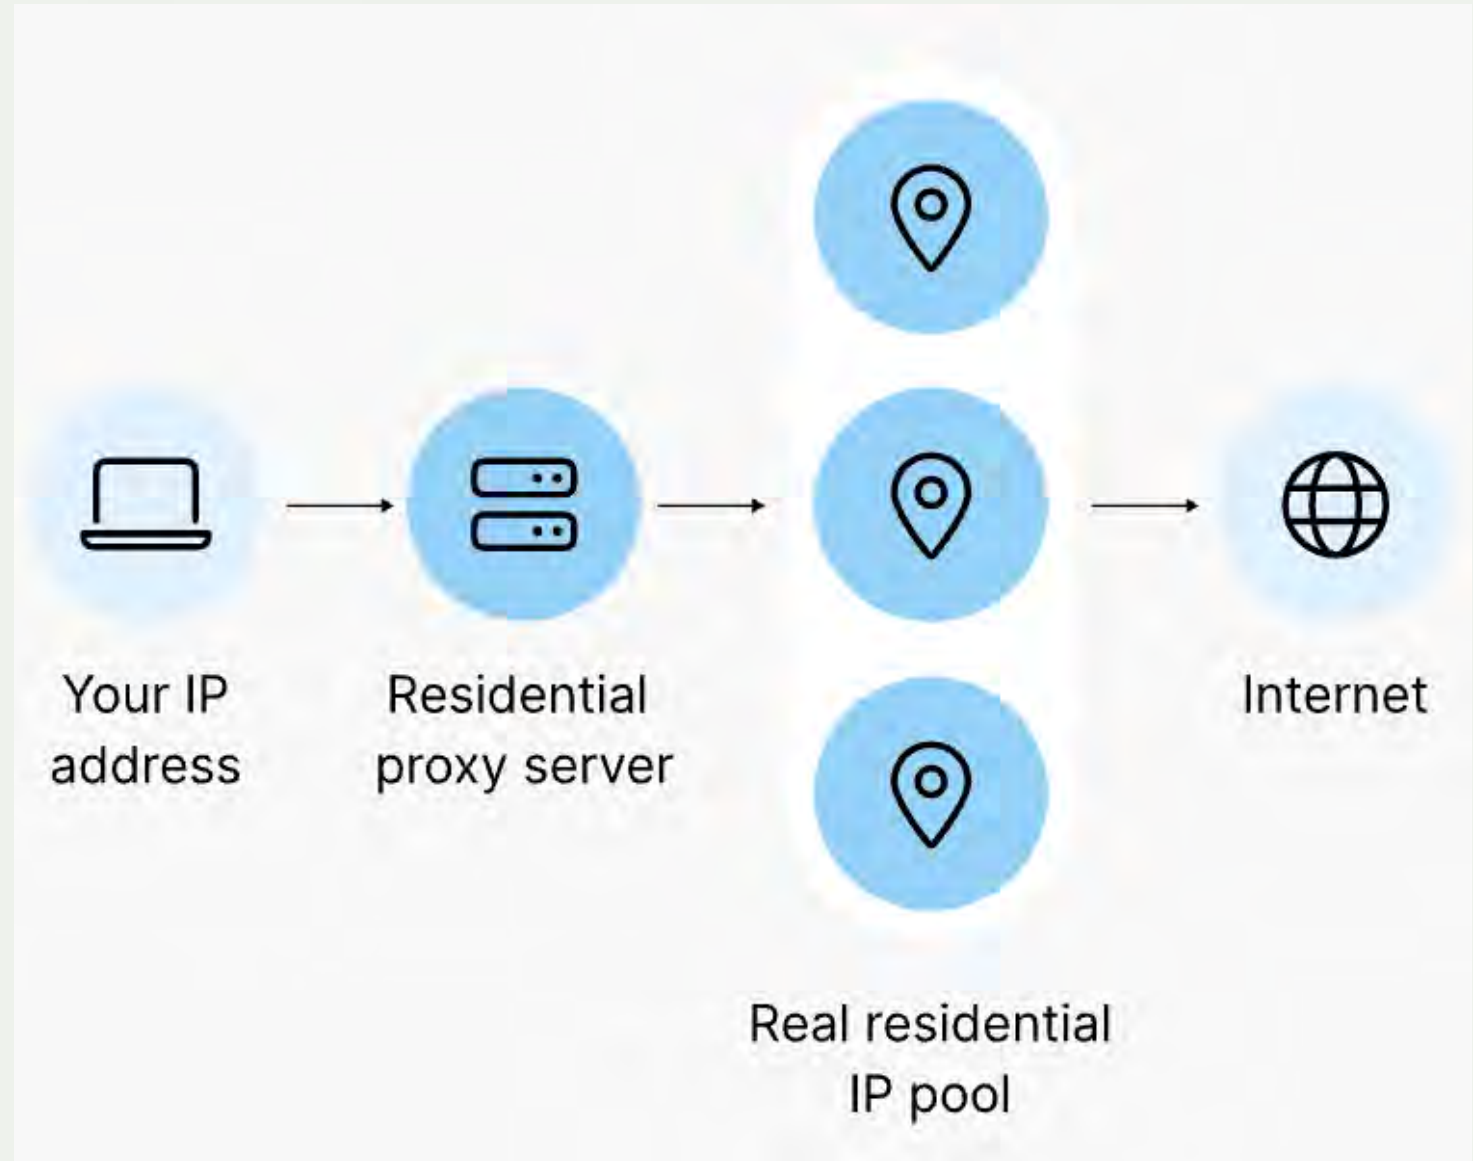 Your IP
address
Residential
proxy server
Real residential
IP pool
Internet